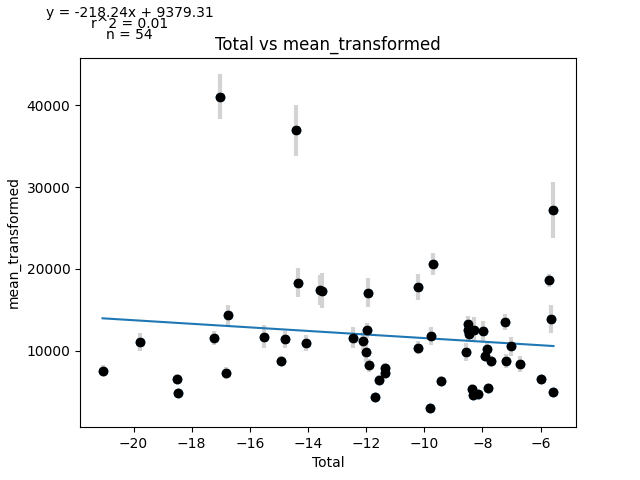 y = -218.24x + 9379.31
r^2 = 0.01
n = 54
Total vs mean_transformed
mean_transformed
40000
30000
20000
10000
−20
−18
−16
−14
−12
−10
−8
−6
Total